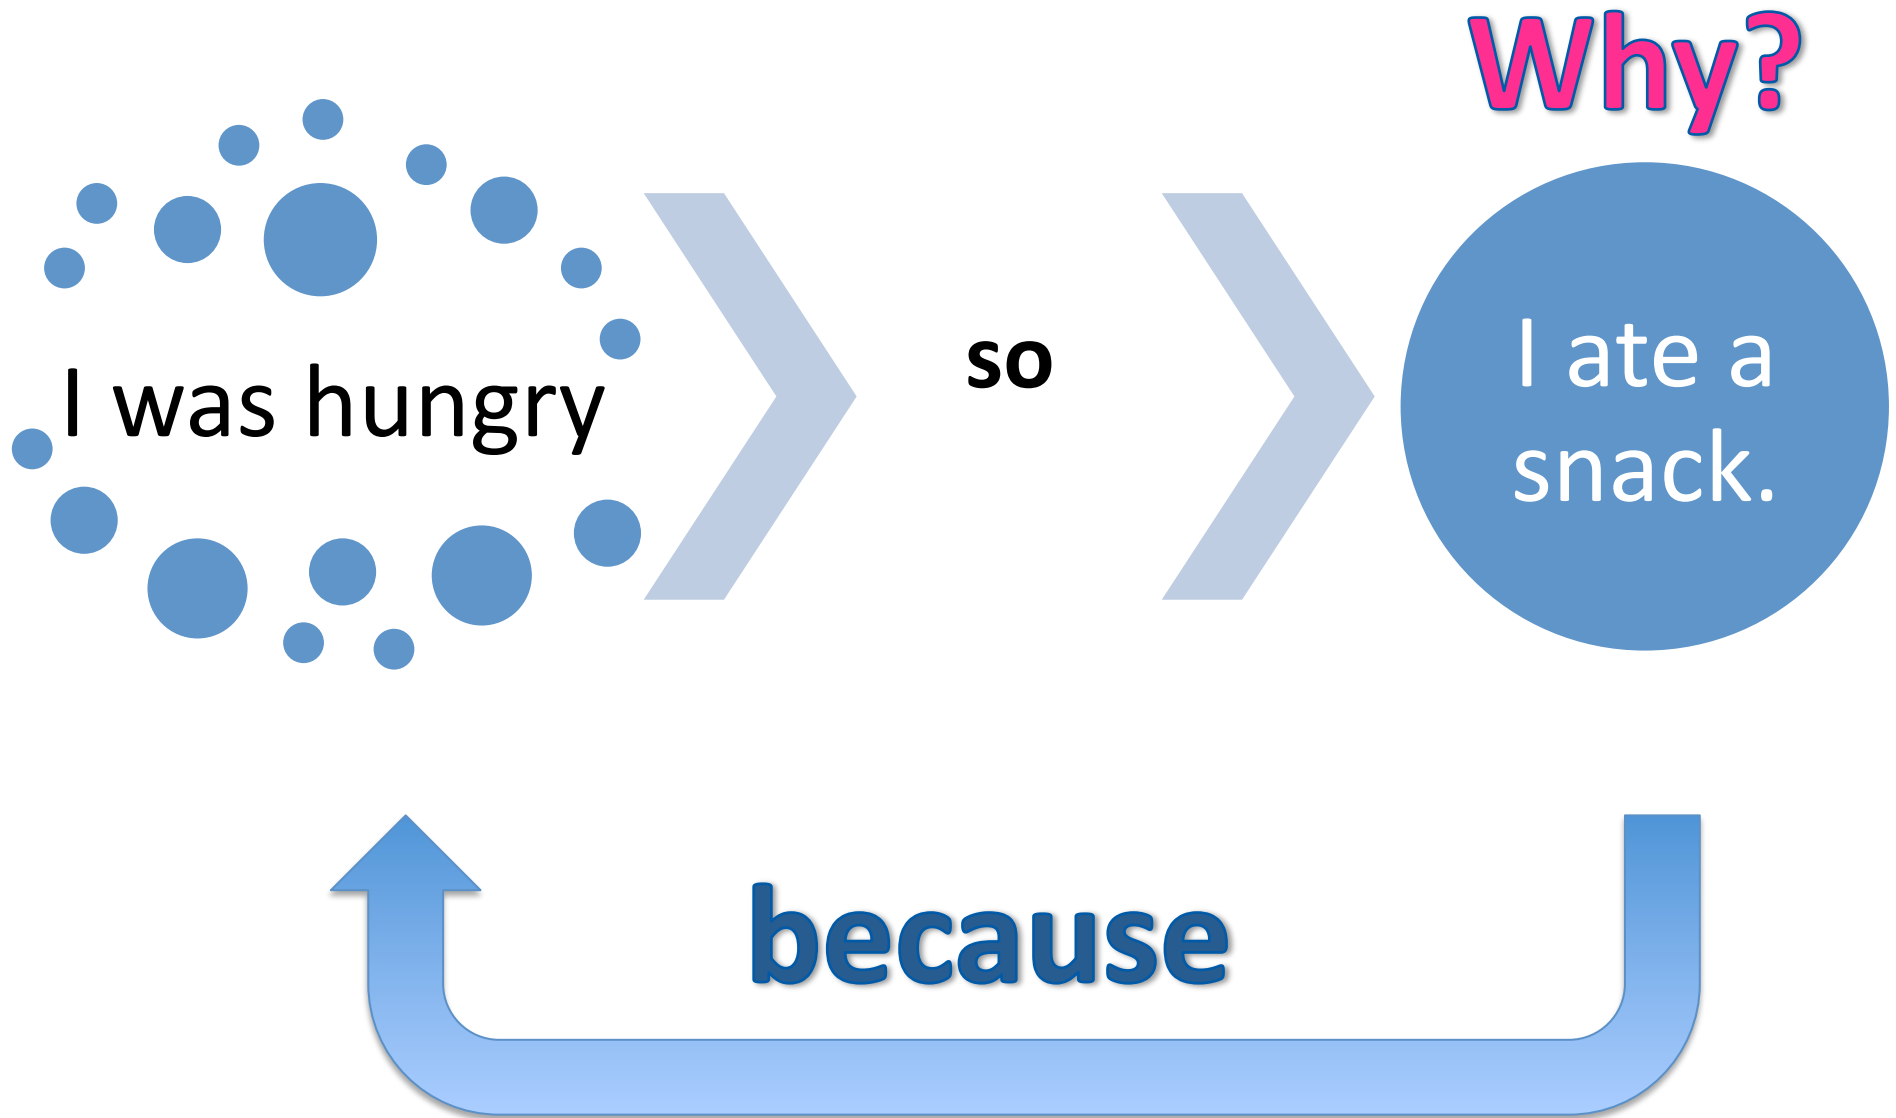 Why?
I was hungry
so
I ate a
snack.
because